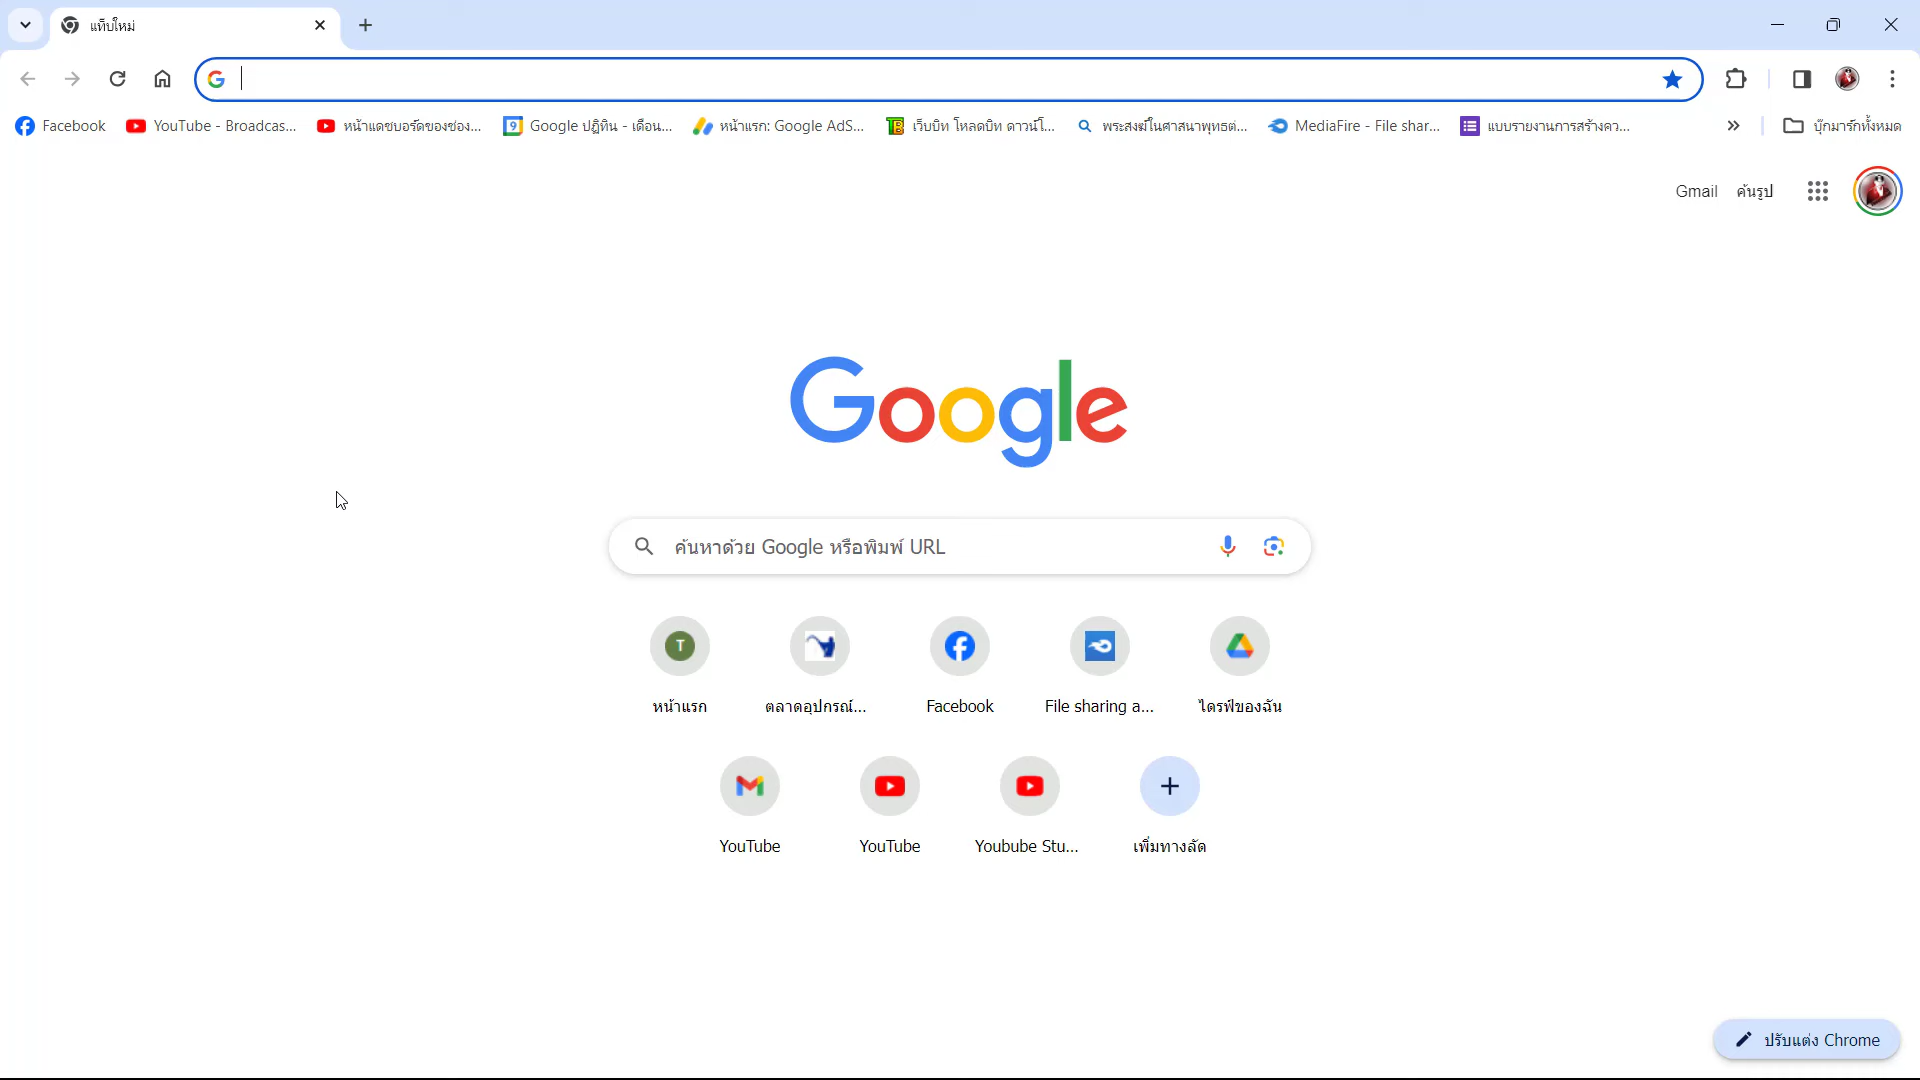 แท็บใหม่
Facebook
YouTube - Broadcas...
หน้าแดชบอร์ดของช่อง...
Google ปฏิทิน - เดือน...
หน้าแรก: Google AdS...
เว็บบิท โหลดบิท ดาวน์โ...
พระสงฆ์ในศาสนาพุทธต่...
MediaFire - File shar...
แบบรายงานการสร้างคว...
บุ๊กมาร์กทั้งหมด
Gmail
ค้นรูป
Google
ค้นหาด้วย Google หรือพิมพ์ URL
T
หน้าแรก
ตลาดอุปกรณ์...
Facebook
File sharing a...
ไดรฟ์ของฉัน
YouTube
YouTube
Youbube Stu...
เพิ่มทางลัด
ปรับแต่ง Chrome